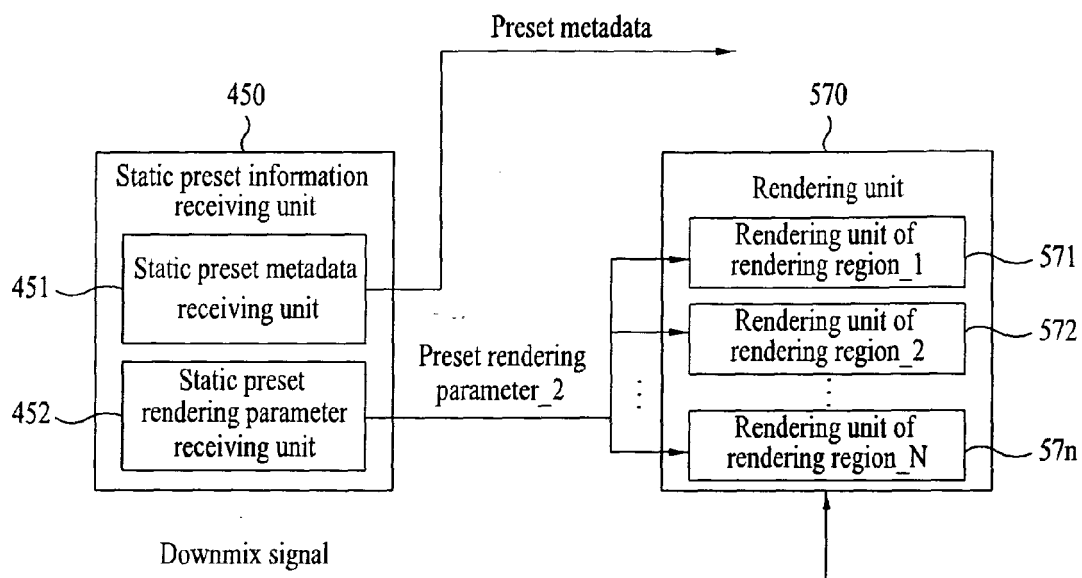 Preset metadata
450
570
Static preset information
receiving unit
Rendering unit
Static preset metadata
receiving unit
451
Rendering unit of
rendering region_1
571
Rendering unit of
rendering region_2
572
Preset rendering
parameter_2
Static preset
rendering parameter
receiving unit
452
Rendering unit of
rendering region_N
57n
Downmix signal